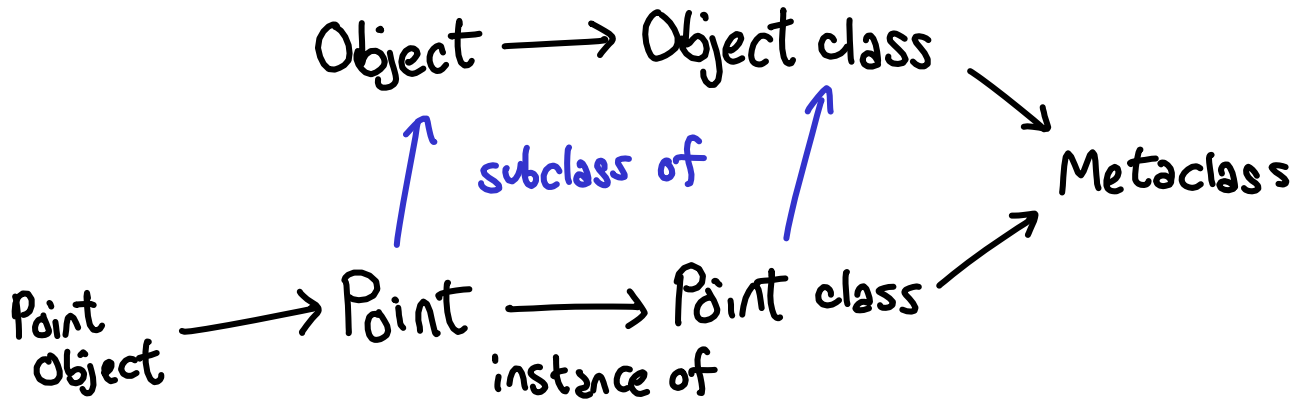 Object
Object class
subclass of
Metaclass
Point
Object
Point
Point class
instance of